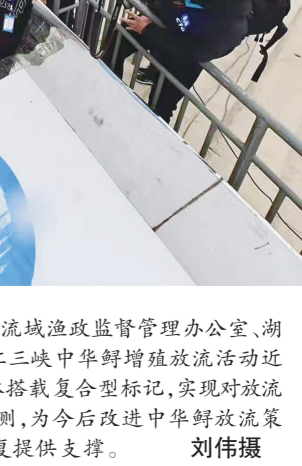 流域渔政监督管理办公室、湖
三峡中华鲟增殖放流活动近
搭载复合型标记,实现对放流
测,为今后改进中华鲟放流策
复提供支撑。 刘伟摄